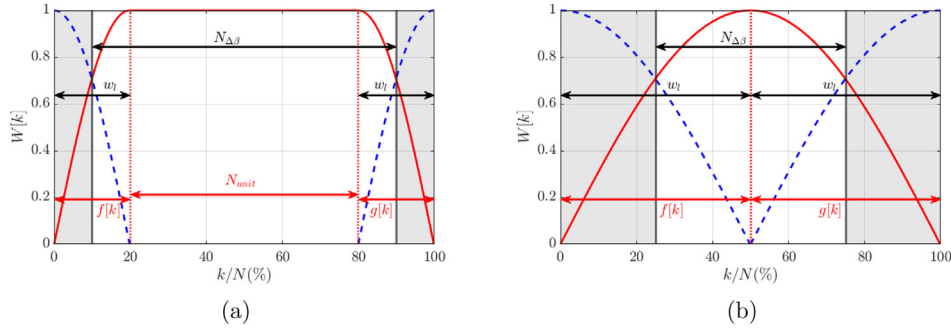 1
0.8
0.6
0.4
0.2
0
W[k]
N_{Δβ}
w_l
w_l
N_{unit}
f[k]
g[k]
0
20
40
60
80
100
k/N(%)
(a)
1
0.8
0.6
0.4
0.2
0
W[k]
N_{Δβ}
w_l
w_l
f[k]
g[k]
0
20
40
60
80
100
k/N(%)
(b)